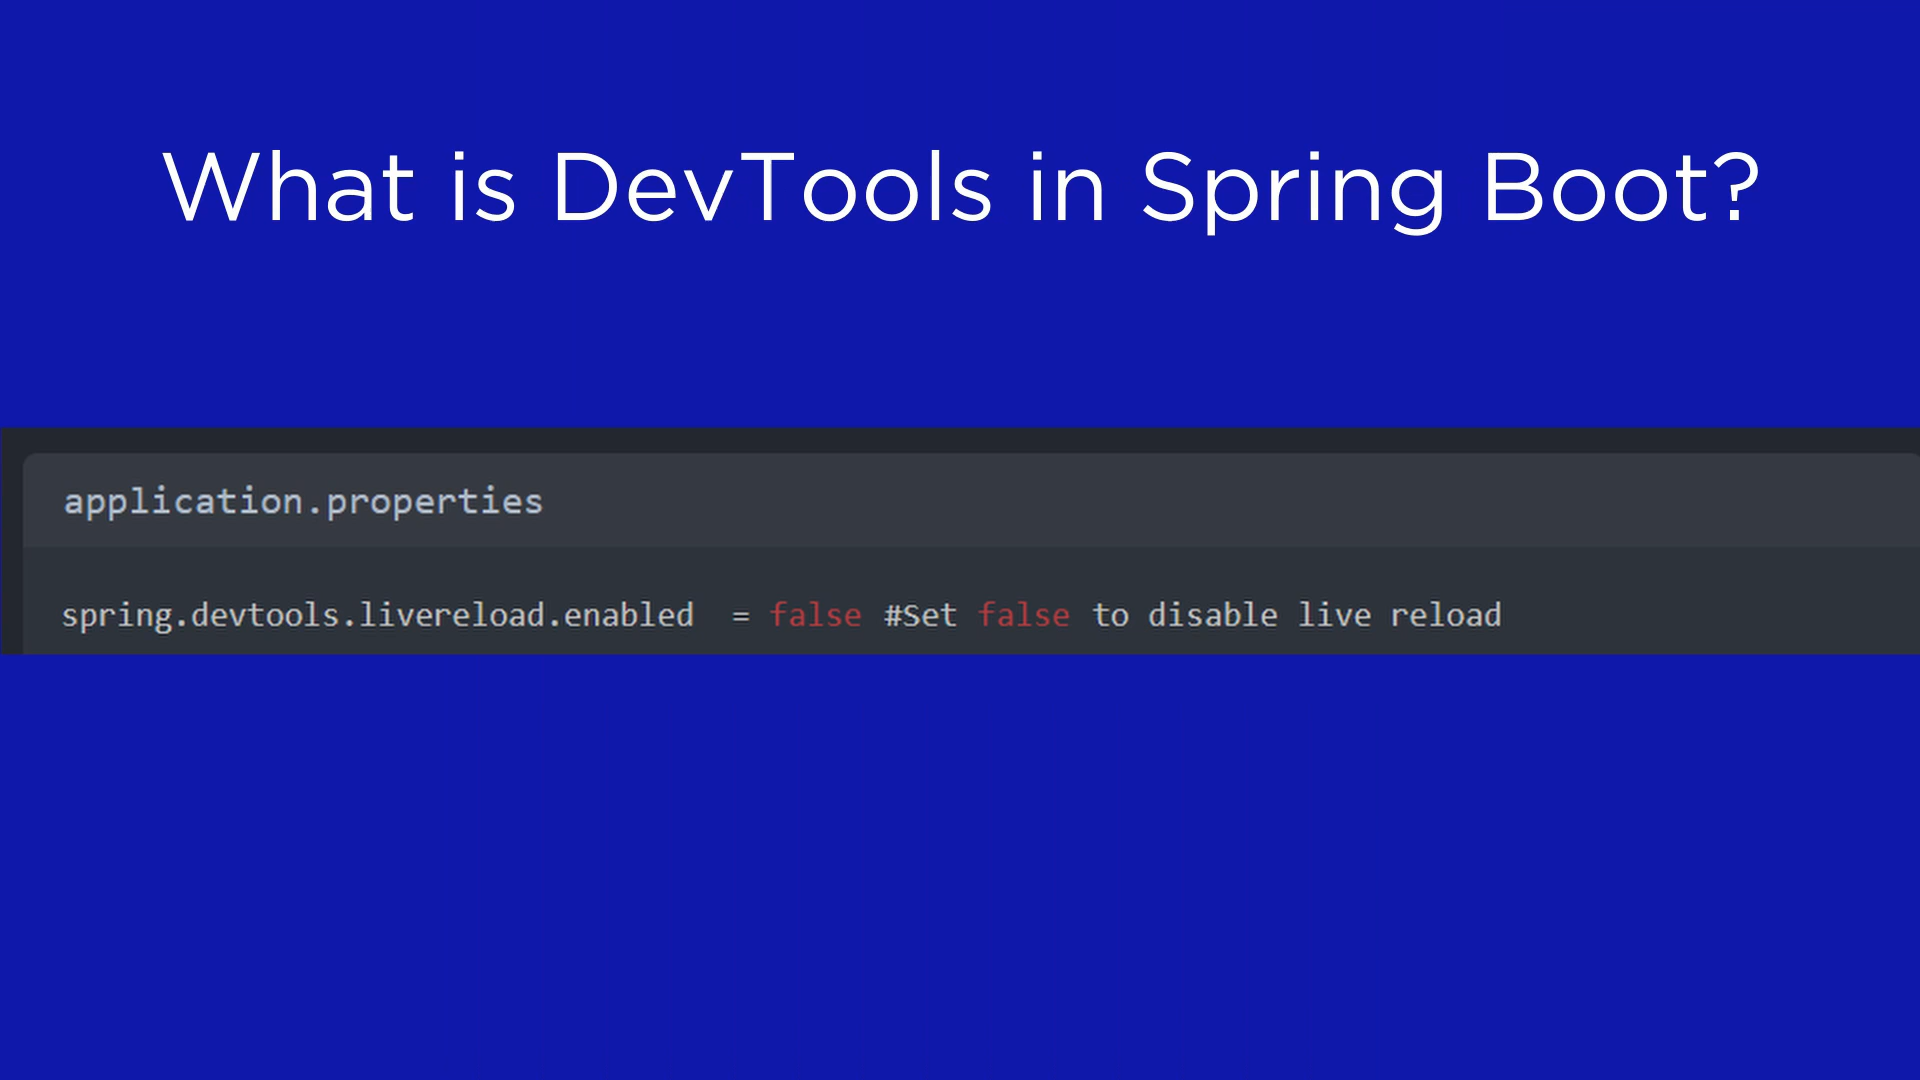 What is DevTools in Spring Boot?
application.properties
spring.devtools.livereload.enabled  = false #Set false to disable live reload